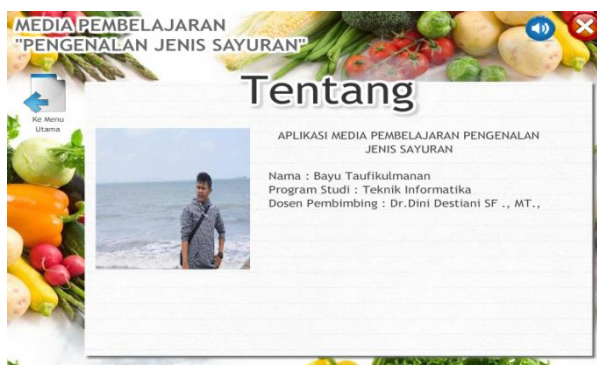 MEDIA PEMBELAJARAN
"PENGENALAN JENIS SAYURAN"
Ke Menu
Utama
Tentang
APLIKASI MEDIA PEMBELAJARAN PENGENALAN
JENIS SAYURAN
Nama : Bayu Taufikulmanan
Program Studi : Teknik Informatika
Dosen Pembimbing : Dr.Dini Destiani SF ., MT.,